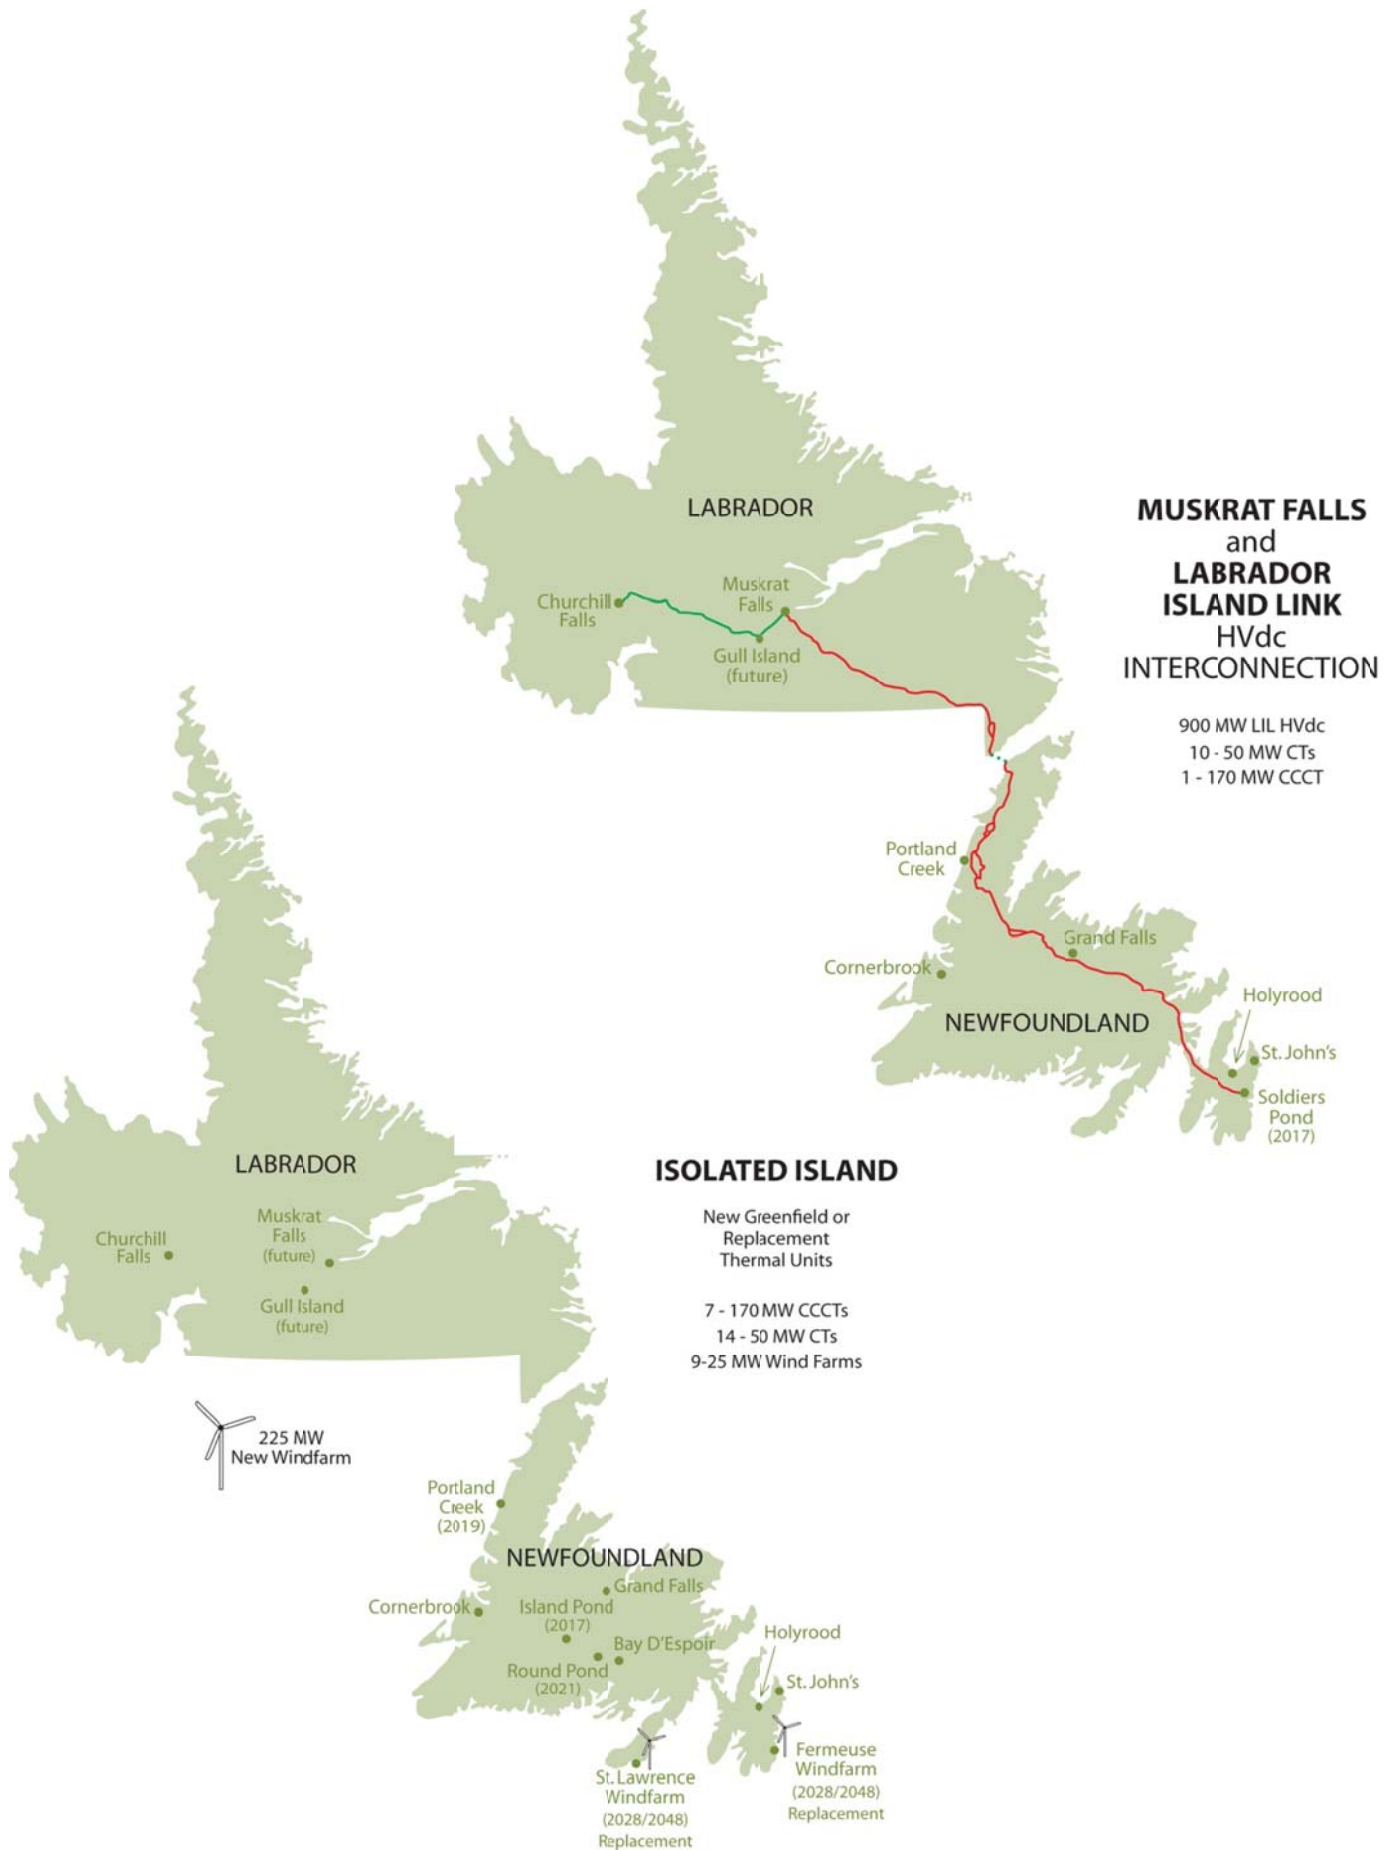 LABRADOR
Churchill
Falls
Muskrat
Falls
Gull Island
(future)
MUSKRAT FALLS
and
LABRADOR
ISLAND LINK
HVdc
INTERCONNECTION
900 MW LIL HVdc
10 - 50 MW CTs
1 - 170 MW CCCT
Portland
Creek
Grand Falls
Cornerbrook
NEWFOUNDLAND
Holyrood
St. John's
Soldiers
Pond
(2017)
LABRADOR
Churchill
Falls
Muskrat
Falls
(future)
Gull Island
(future)
ISOLATED ISLAND
New Greenfield or
Replacement
Thermal Units
7 - 170 MW CCCTs
14 - 50 MW CTs
9-25 MW Wind Farms
225 MW
New Windfarm
Portland
Creek
(2019)
NEWFOUNDLAND
Grand Falls
Cornerbrook
Island Pond
(2017)
Bay D'Espoir
Round Pond
(2021)
Holyrood
St. John's
Fermeuse
Windfarm
(2028/2048)
Replacement
St. Lawrence
Windfarm
(2028/2048)
Replacement